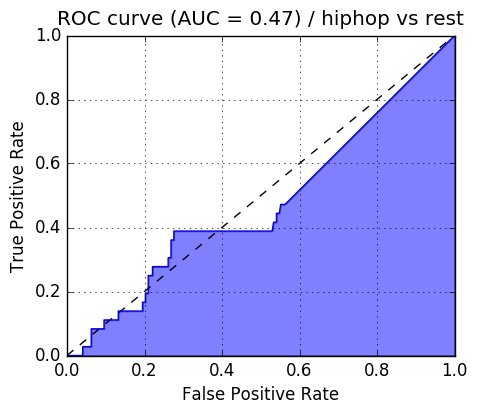 ROC curve (AUC = 0.47) / hiphop vs rest
1.0
0.8
0.6
0.4
0.2
0.0
True Positive Rate
0.0 0.2 0.4 0.6 0.8 1.0
False Positive Rate